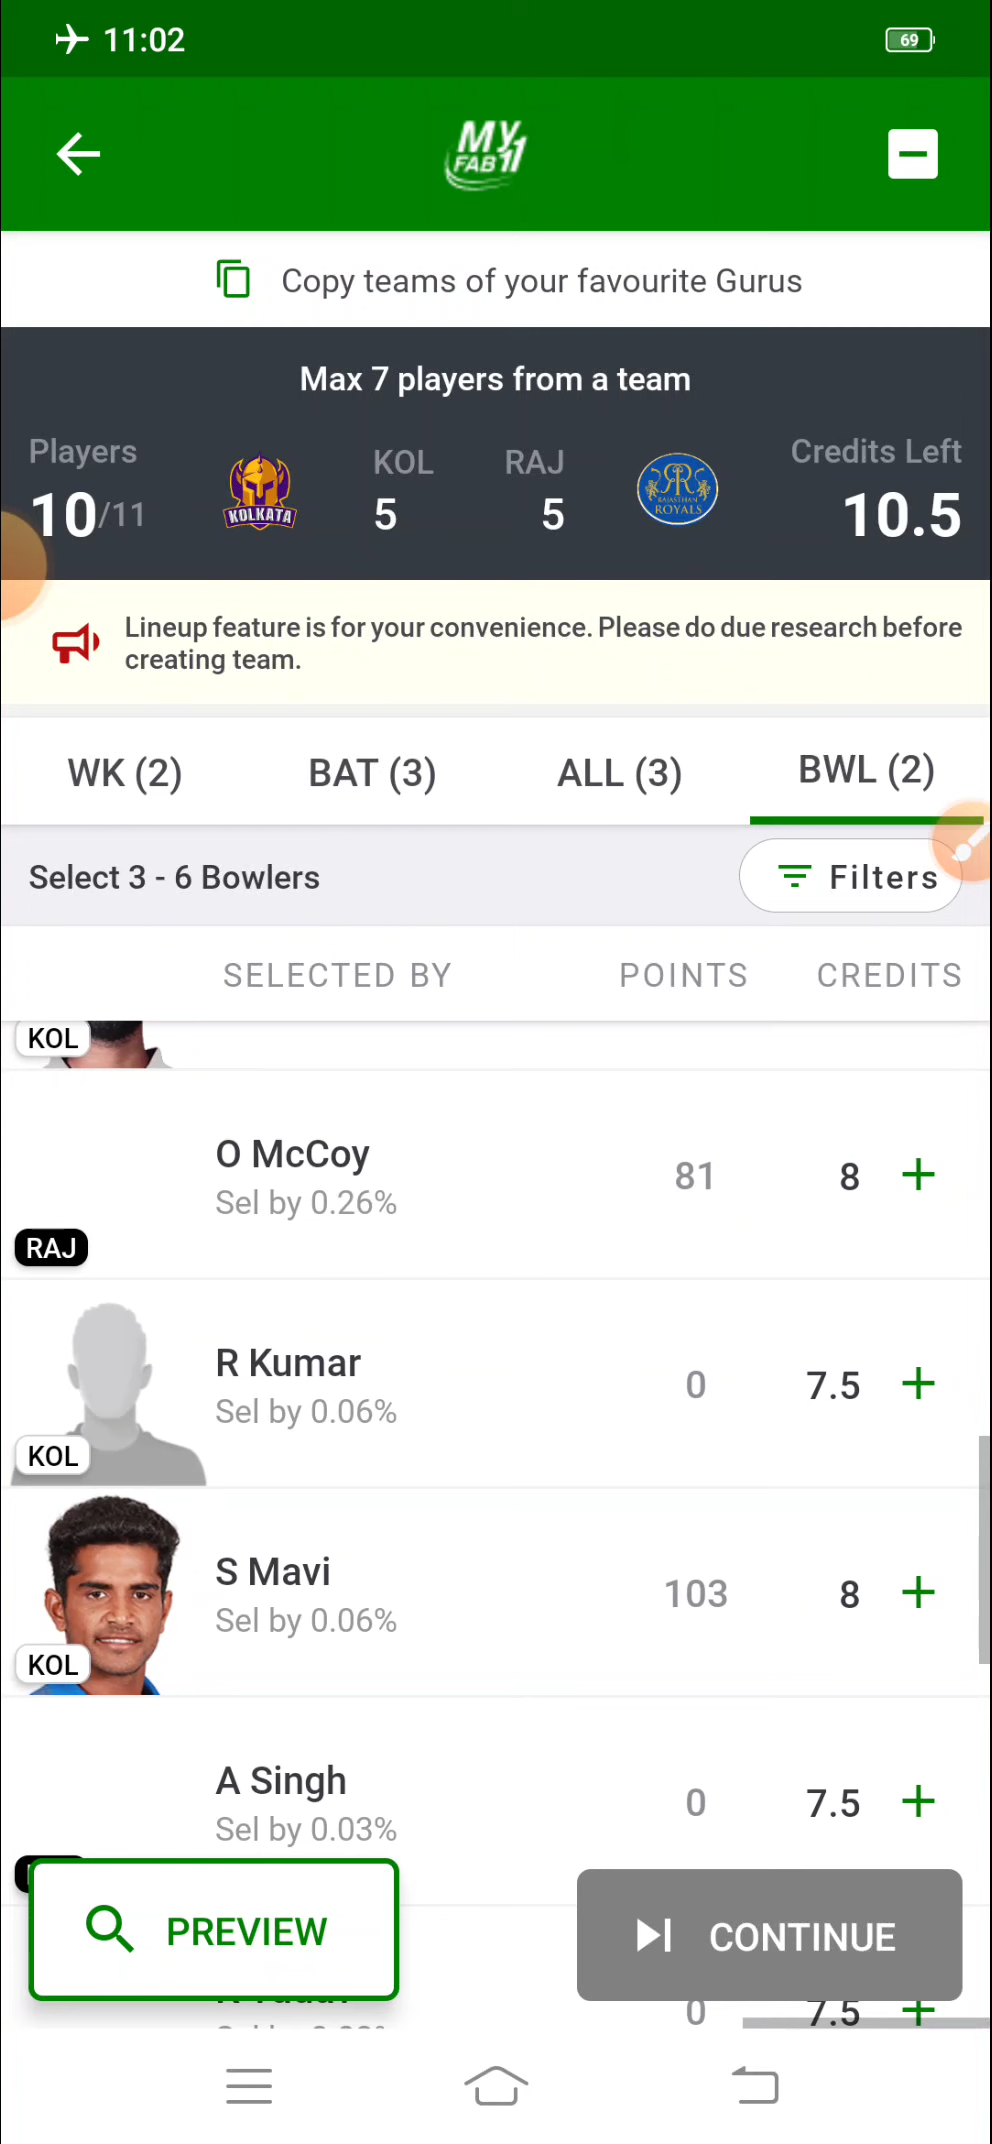 11:02
69
MY
FAB11
Copy teams of your favourite Gurus
Max 7 players from a team
Players
KOL
RAJ
Credits Left
10/11
KOLKATA
5
5
RAJASTHAN
ROYALS
10.5
Lineup feature is for your convenience. Please do due research before
creating team.
WK (2)
BAT (3)
ALL (3)
BWL (2)
Select 3 - 6 Bowlers
Filters
SELECTED BY
POINTS
CREDITS
KOL
O McCoy
Sel by 0.26%
81
8
RAJ
R Kumar
Sel by 0.06%
0
7.5
KOL
S Mavi
Sel by 0.06%
103
8
KOL
A Singh
Sel by 0.03%
0
7.5
PREVIEW
CONTINUE
0
7.5